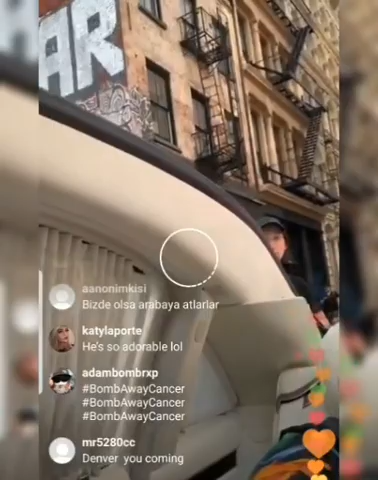 AR
aanonimkisi
Bizde olsa arabaya atlarlar
katylaporte
He's so adorable lol
adambombrxp
#BombAwayCancer
#BombAwayCancer
#BombAwayCancer
mr5280cc
Denver you coming